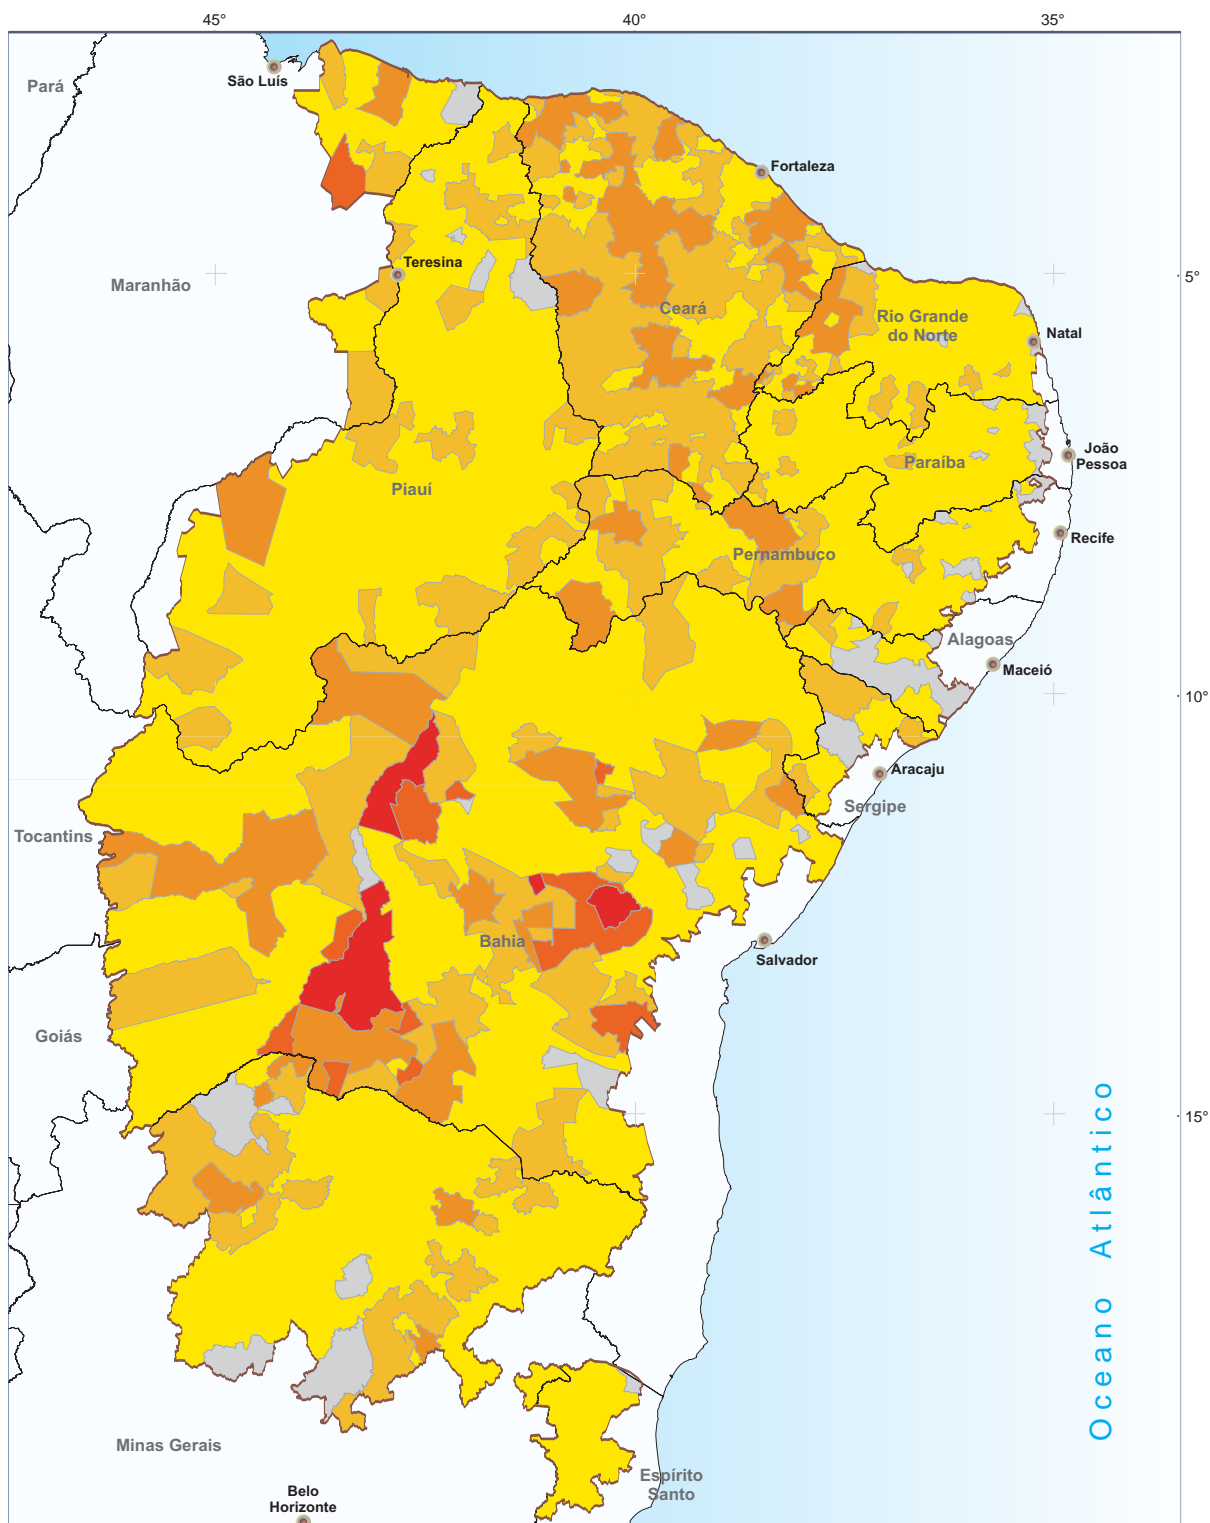 45°
40°
35°
São Luís
Pará
Fortaleza
Teresina
5°
Maranhão
Ceará
Rio Grande
do Norte
Natal
João
Pessoa
Paraíba
Piauí
Recife
Pernambuco
Alagoas
Maceió
10°
Aracaju
Sergipe
Tocantins
Bahia
Salvador
Goiás
15°
Oceano Atlântico
Minas Gerais
Espírito
Santo
Belo
Horizonte